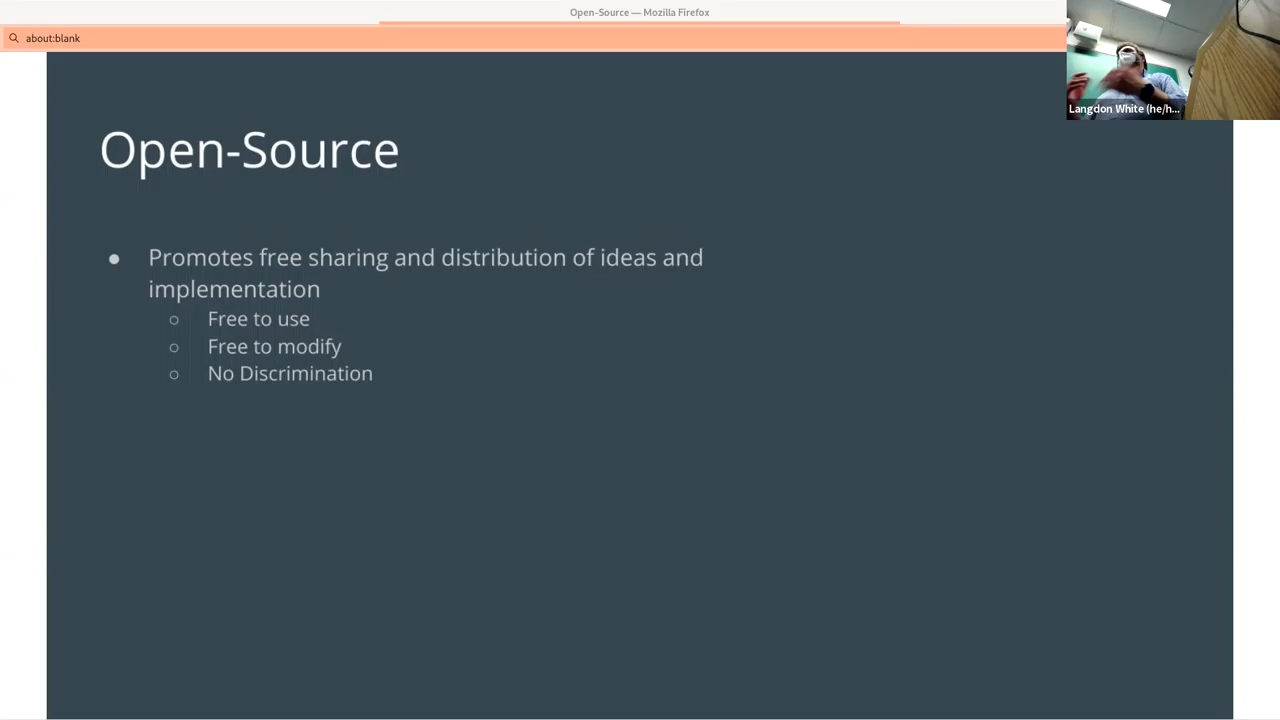 Open-Source — Mozilla Firefox
about:blank
Langdon White (he/h...
Open-Source
● Promotes free sharing and distribution of ideas and
implementation
○ Free to use
○ Free to modify
○ No Discrimination